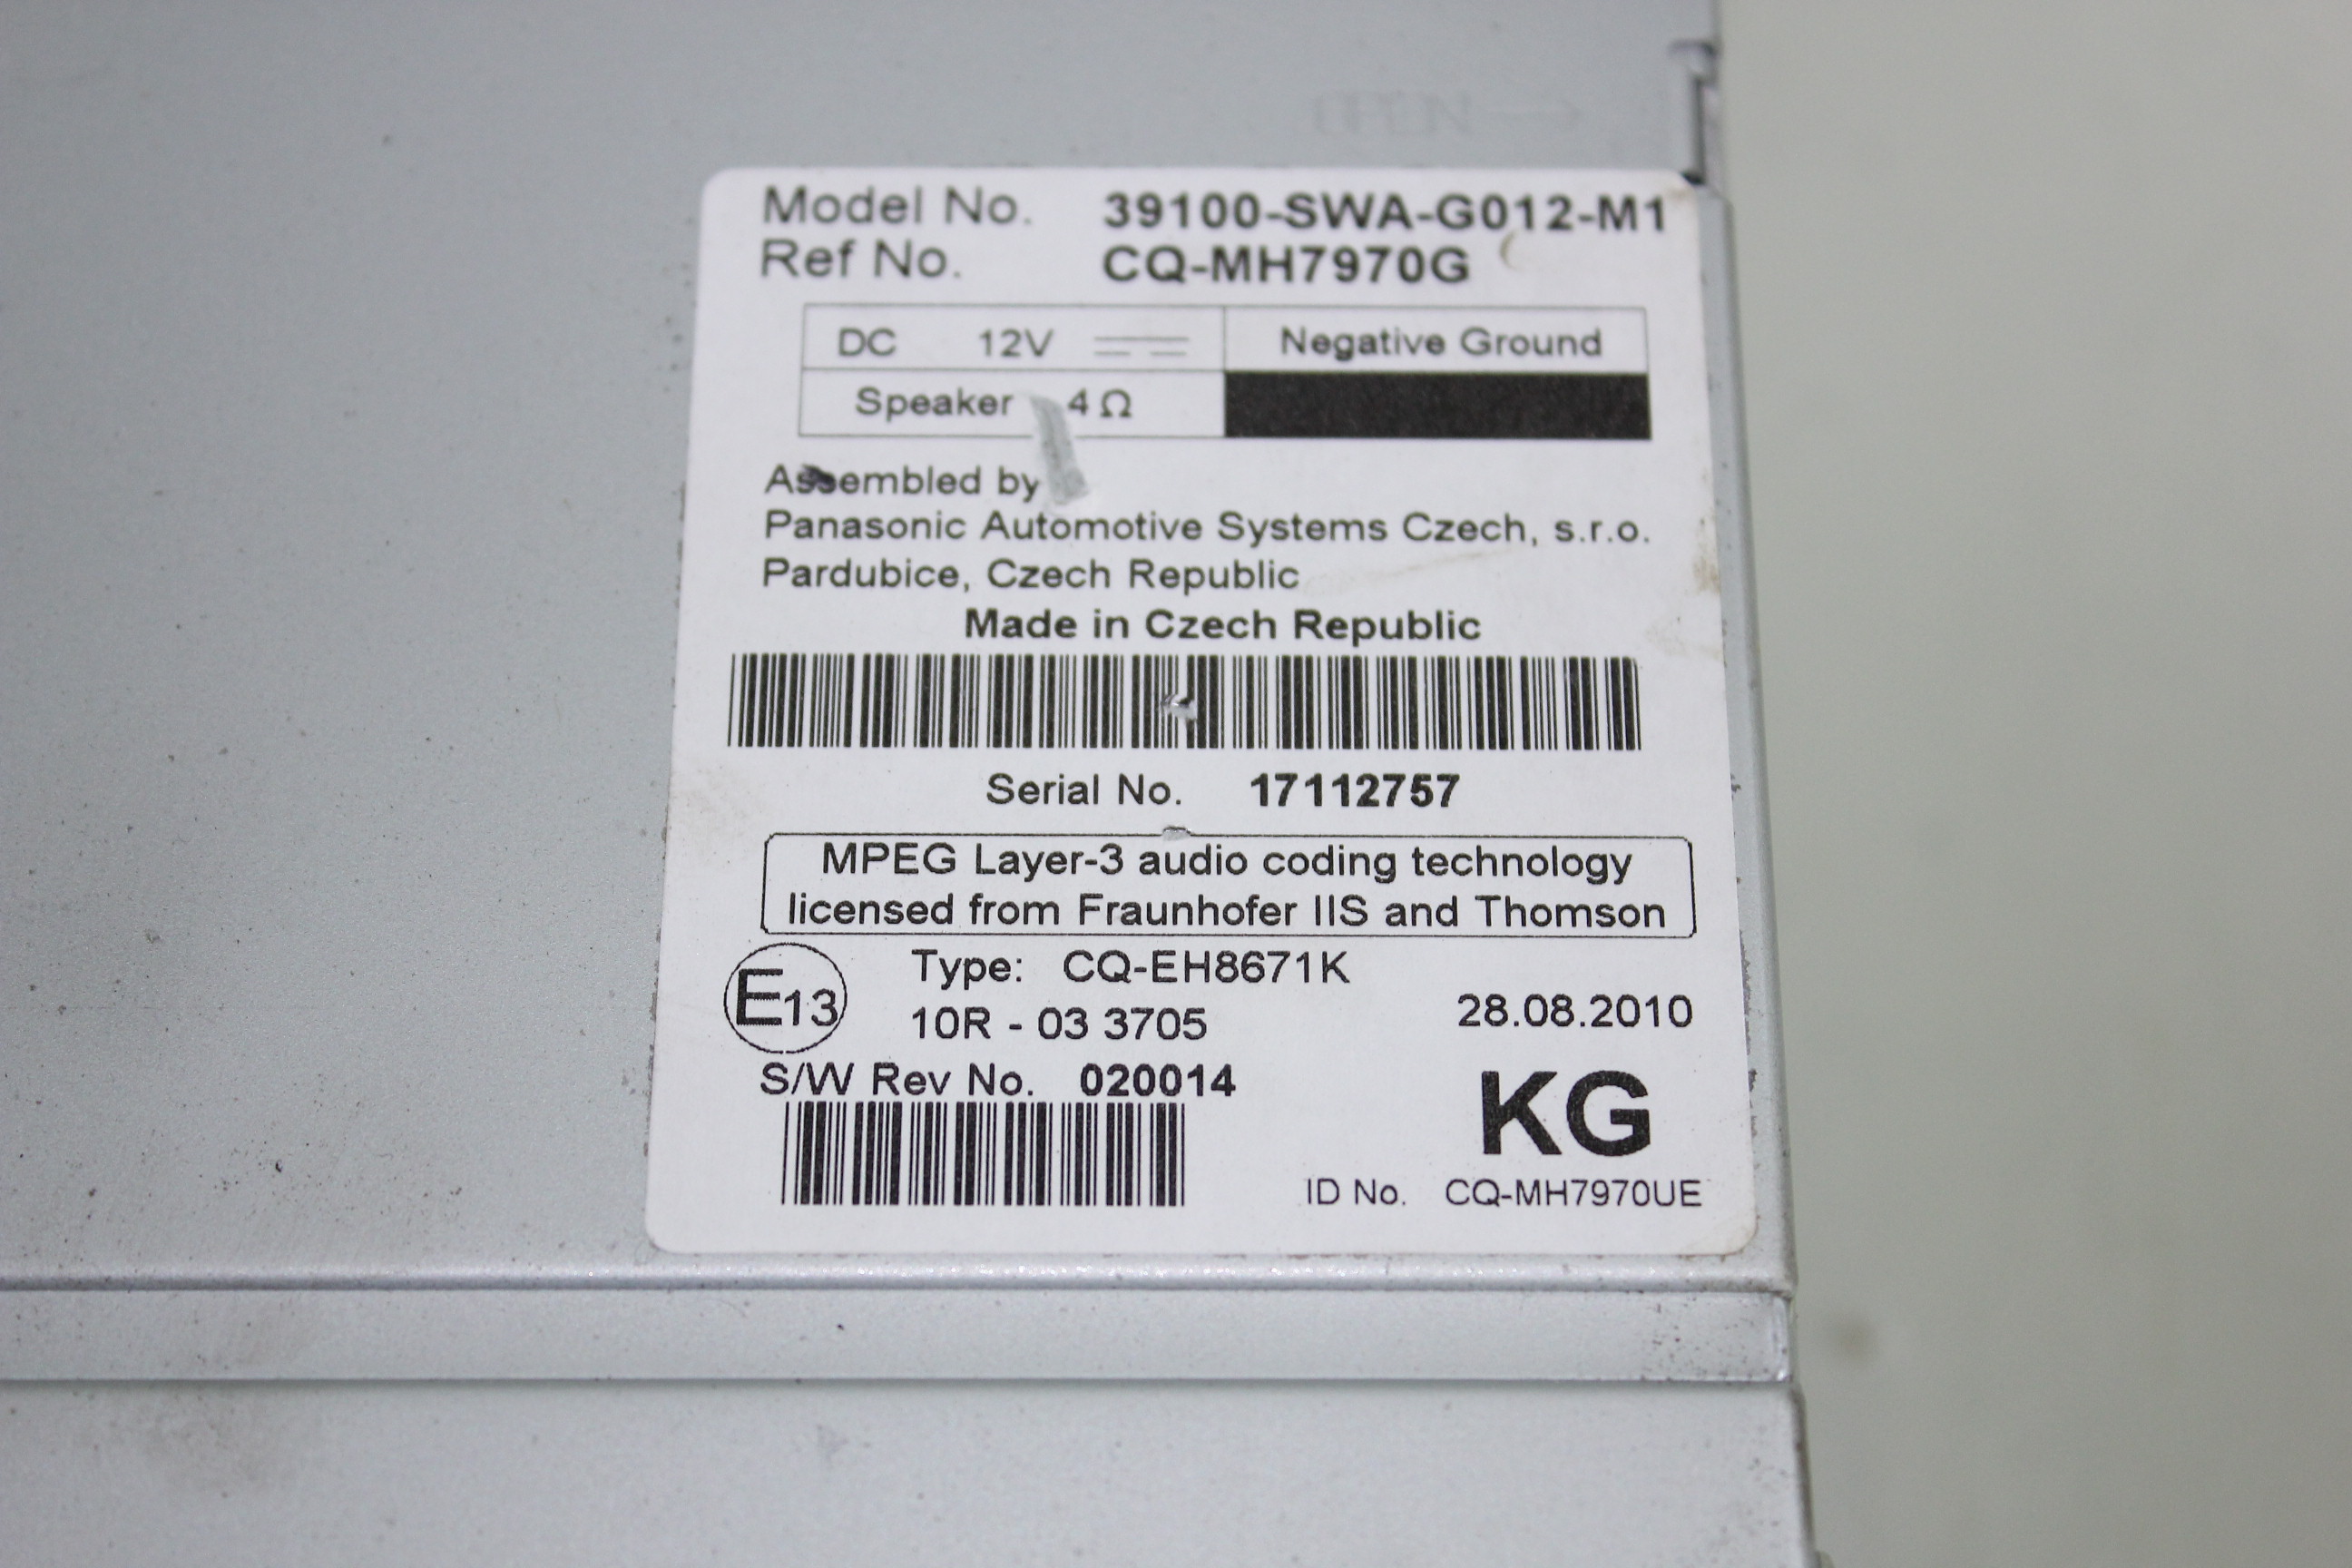 Model No. 39100-SWA-G012-M1
Ref No. CQ-MH7970G
DC 12V Negative Ground
Speaker 4 Ω
Assembled by
Panasonic Automotive Systems Czech, s.r.o.
Pardubice, Czech Republic
Made in Czech Republic
Serial No. 17112757
MPEG Layer-3 audio coding technology
licensed from Fraunhofer IIS and Thomson
E13 Type: CQ-EH8671K
10R - 03 3705 28.08.2010
S/W Rev No. 020014
KG
ID No. CQ-MH7970UE